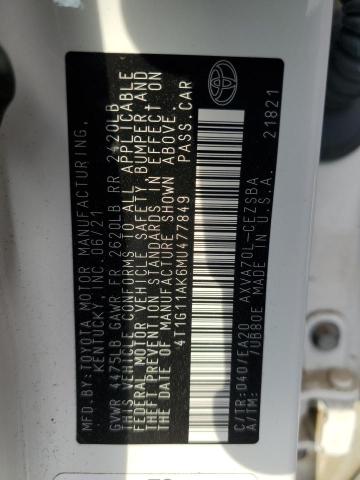 MFD.BY: TOYOTA MOTOR MANUFACTURING,
KENTUCKY, INC. 06/21
GVWR 4475LB GAWR FR 2620LB RR 2420LB
THIS VEHICLE CONFORMS TO ALL APPLICABLE
FEDERAL MOTOR VEHICLE SAFETY, BUMPER, AND
THEFT PREVENTION STANDARDS IN EFFECT ON
THE DATE OF MANUFACTURE SHOWN ABOVE.
4T1G11AK6MU477849 PASS.CAR
C/TR: 040/EA20 AXVA70L-CEZSBA
A/TM: 7UB80E MADE IN U.S.A.
21821